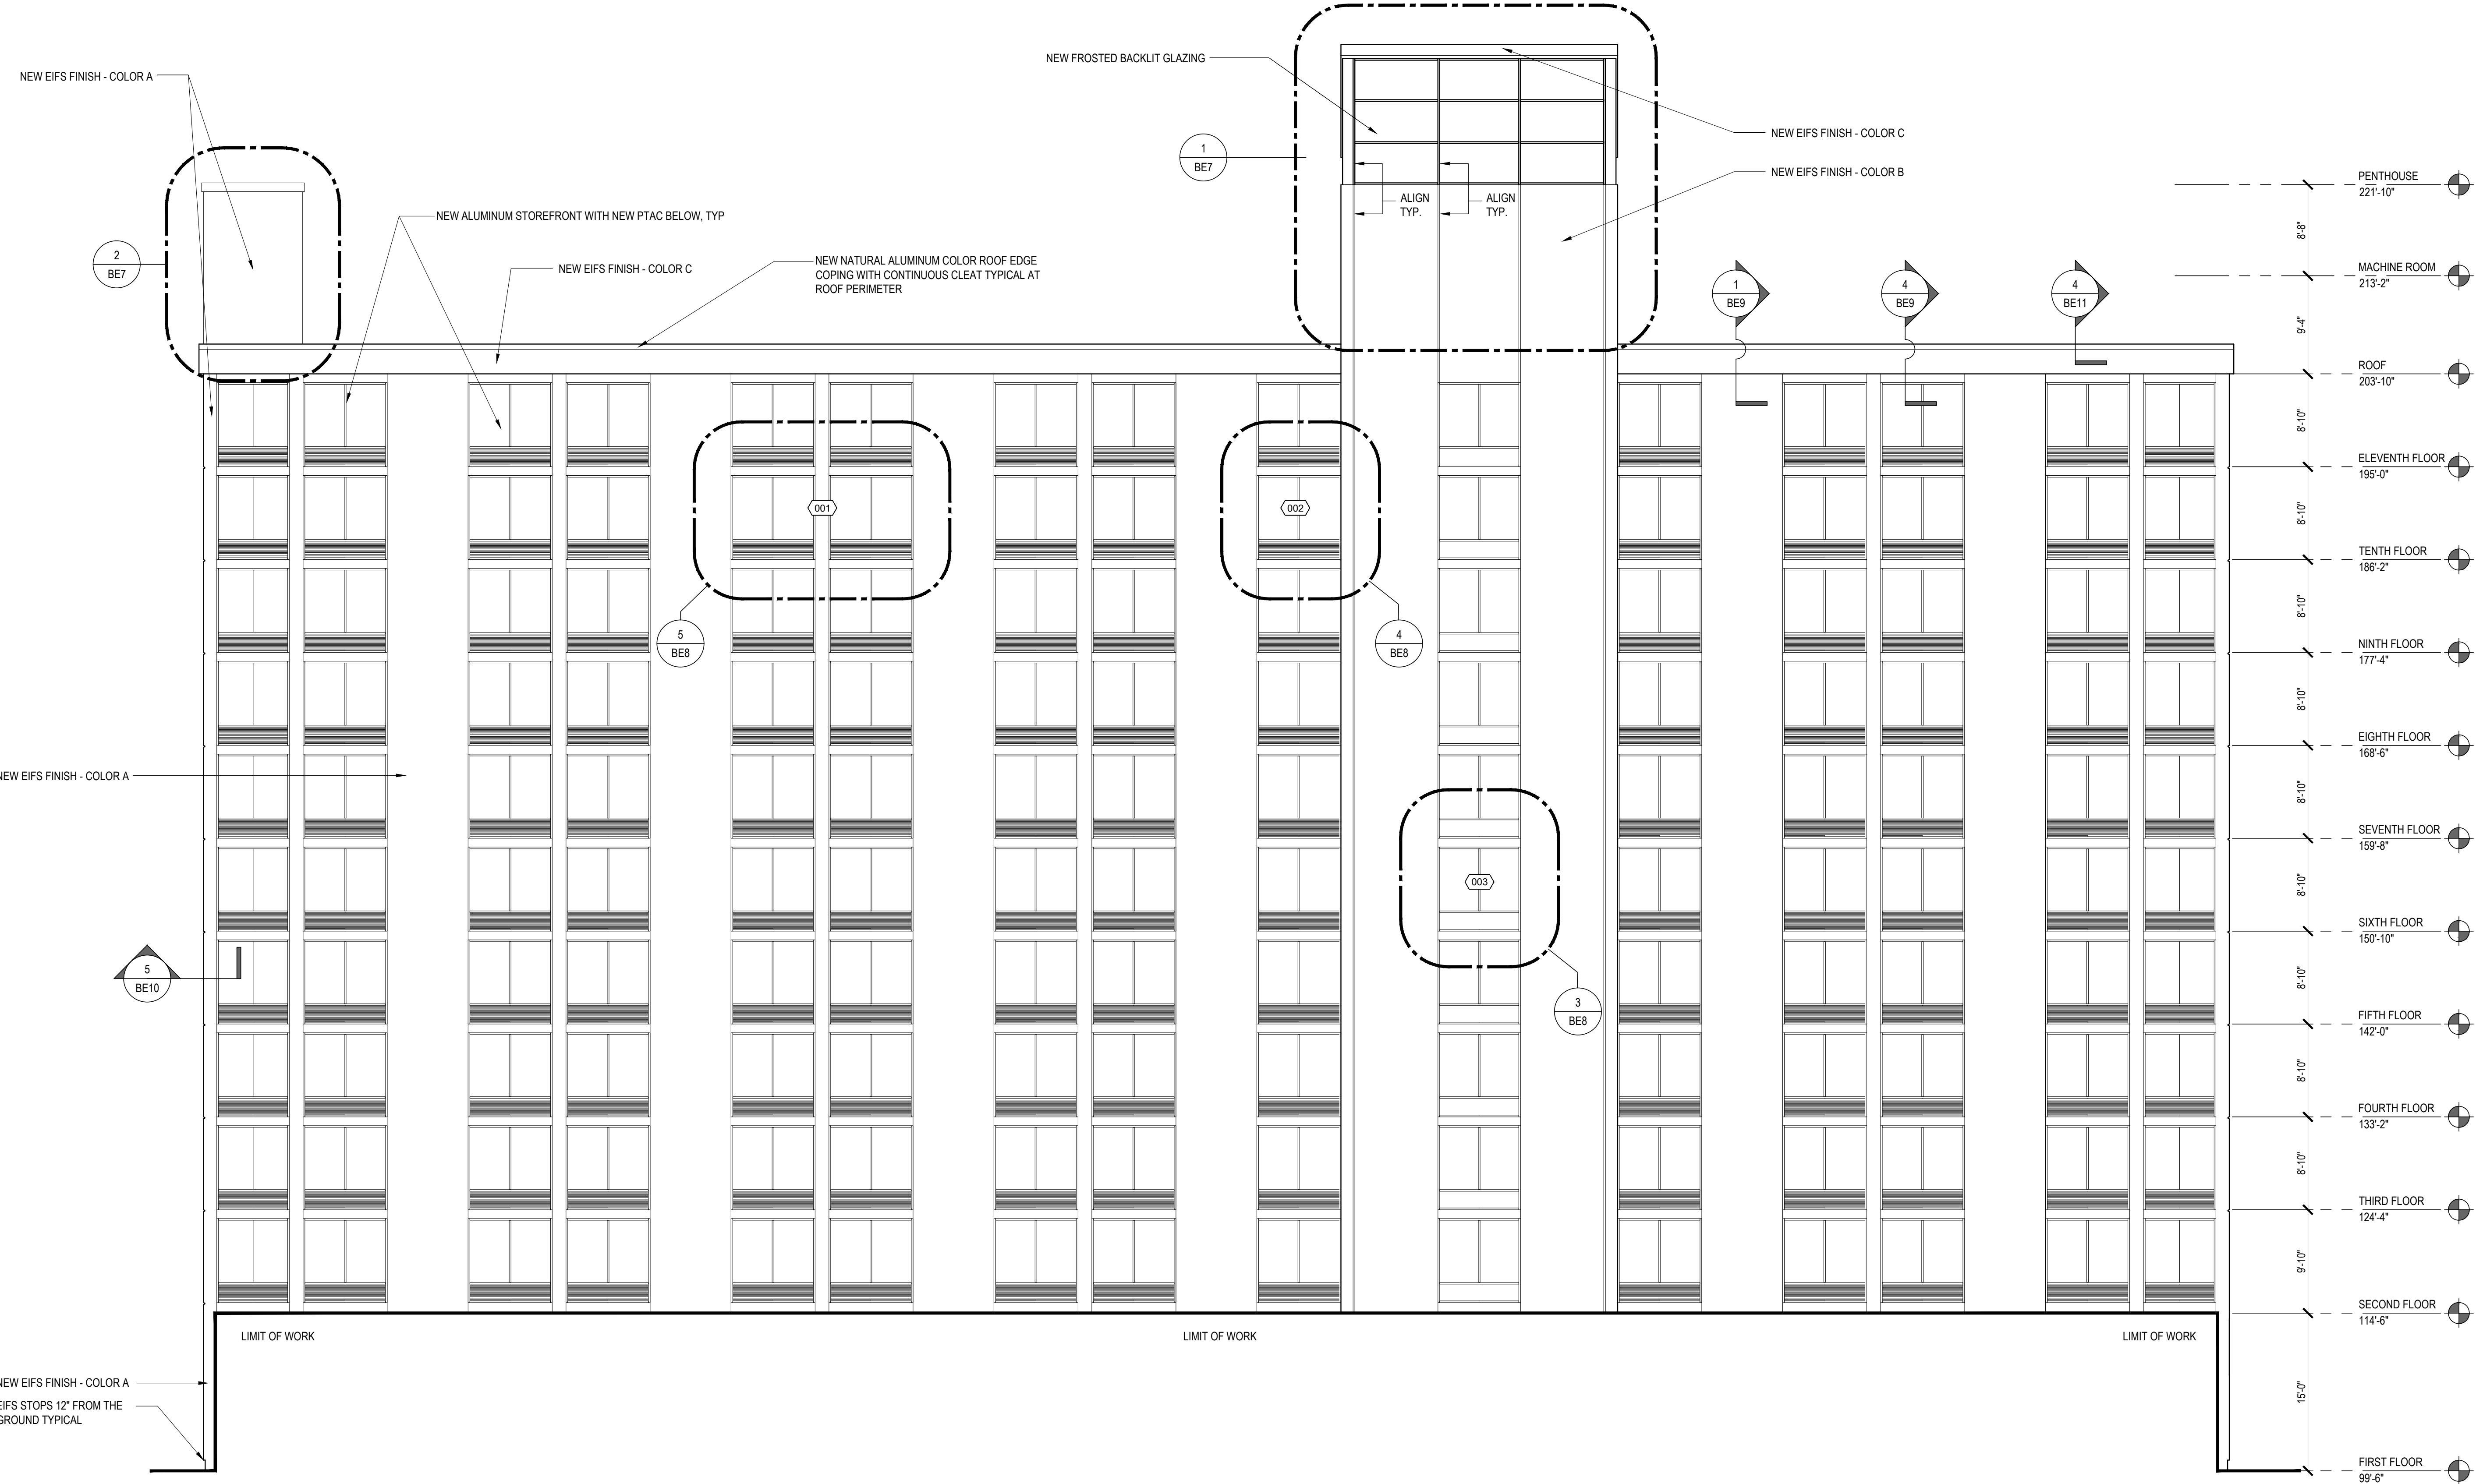 NEW EIFS FINISH - COLOR A
NEW FROSTED BACKLIT GLAZING
NEW EIFS FINISH - COLOR C
NEW EIFS FINISH - COLOR B
1
BE7
2
BE7
NEW ALUMINUM STOREFRONT WITH NEW PTAC BELOW, TYP
NEW EIFS FINISH - COLOR C
NEW NATURAL ALUMINUM COLOR ROOF EDGE
COPING WITH CONTINUOUS CLEAT TYPICAL AT
ROOF PERIMETER
ALIGN
TYP.
ALIGN
TYP.
1
BE9
4
BE9
4
BE11
001
002
5
BE8
4
BE8
NEW EIFS FINISH - COLOR A
003
3
BE8
5
BE10
LIMIT OF WORK
LIMIT OF WORK
LIMIT OF WORK
NEW EIFS FINISH - COLOR A
EIFS STOPS 12" FROM THE
GROUND TYPICAL
PENTHOUSE
221'-10"
8'-8"
MACHINE ROOM
213'-2"
9'-4"
ROOF
203'-10"
8'-10"
ELEVENTH FLOOR
195'-0"
8'-10"
TENTH FLOOR
186'-2"
8'-10"
NINTH FLOOR
177'-4"
8'-10"
EIGHTH FLOOR
168'-6"
8'-10"
SEVENTH FLOOR
159'-8"
8'-10"
SIXTH FLOOR
150'-10"
8'-10"
FIFTH FLOOR
142'-0"
8'-10"
FOURTH FLOOR
133'-2"
8'-10"
THIRD FLOOR
124'-4"
9'-10"
SECOND FLOOR
114'-6"
15'-0"
FIRST FLOOR
99'-6"